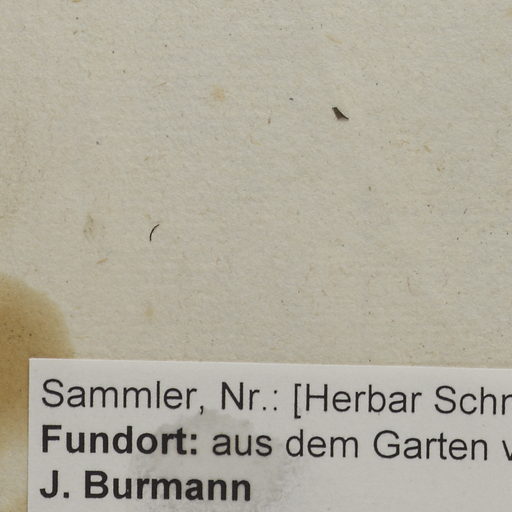 Sammler, Nr.: [Herbar
Fundort: aus dem Garten
J. Burmann